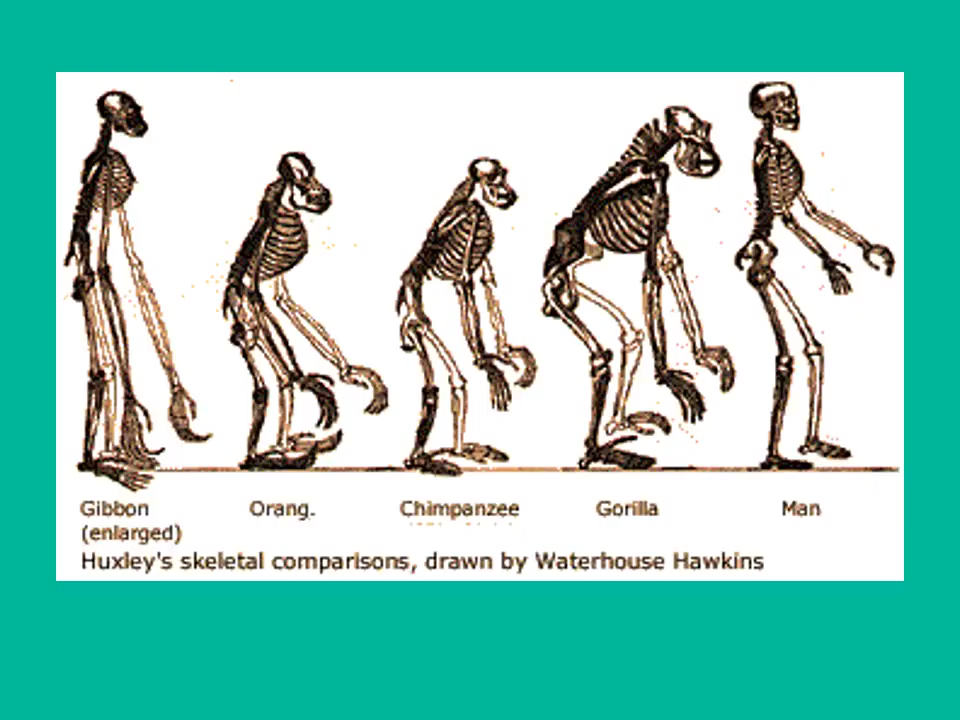 Gibbon Orang. Chimpanzee Gorilla Man
(enlarged)
Huxley's skeletal comparisons, drawn by Waterhouse Hawkins